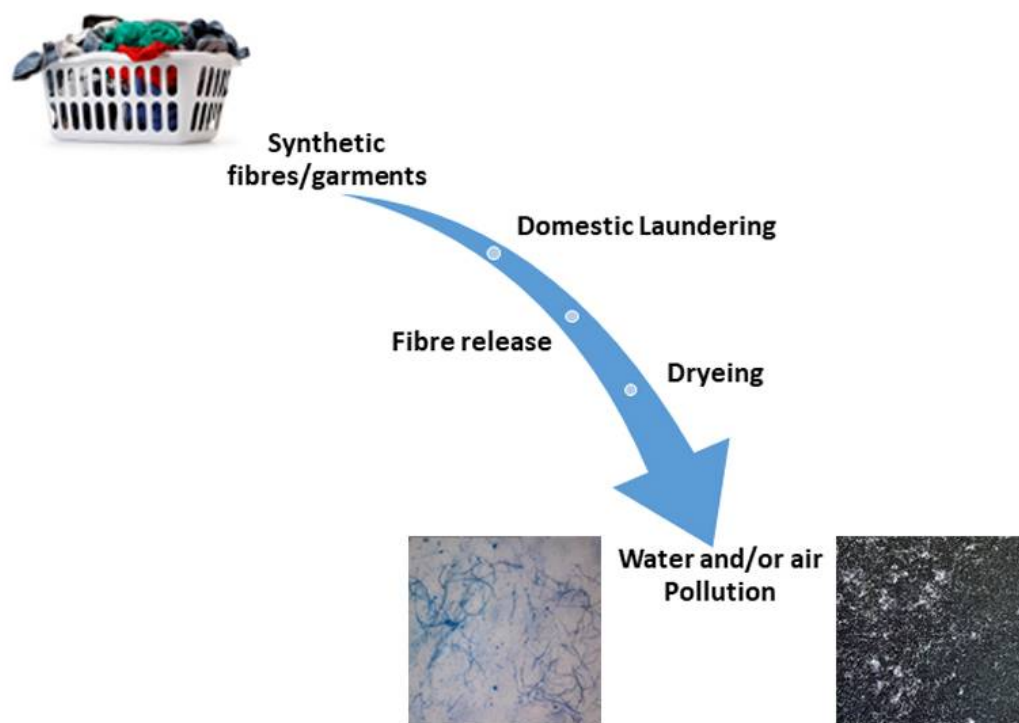 Synthetic
fibres/garments
Domestic Laundering
Fibre release
Dryeing
Water and/or air
Pollution